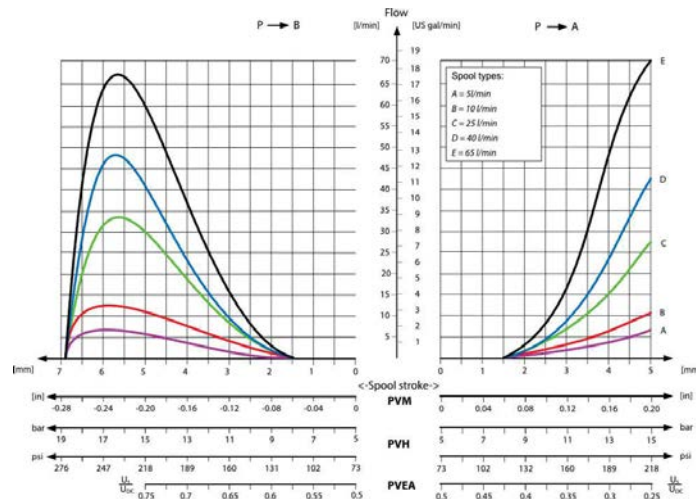 Flow
P → B [l/min] [US gal/min] P → A
70 65 60 55 50 45 40 35 30 25 20 15 10 5 0
19 18 17 16 15 14 13 12 11 10 9 8 7 6 5 4 3 2 1
Spool types:
A = 5l/min
B = 10 l/min
C = 25 l/min
D = 40 l/min
E = 65 l/min
E
D
C
B
A
[mm] 7 6 5 4 3 2 1 0 0 0 1 2 3 4 5 [mm
<-Spool stroke->
[in] [in]
-0.28 -0.24 -0.20 -0.16 -0.12 -0.08 -0.04 0 PVM 0 0.04 0.08 0.12 0.16 0.20
bar bar
19 17 15 13 11 9 7 5 PVH 5 7 9 11 13 15
psi psi
276 247 218 189 160 131 102 73 73 102 131 160 189 218
Us/UDC 0.75 0.7 0.65 0.6 0.55 0.5 PVEA 0.5 0.45 0.4 0.35 0.3 0.25 Us/UDC